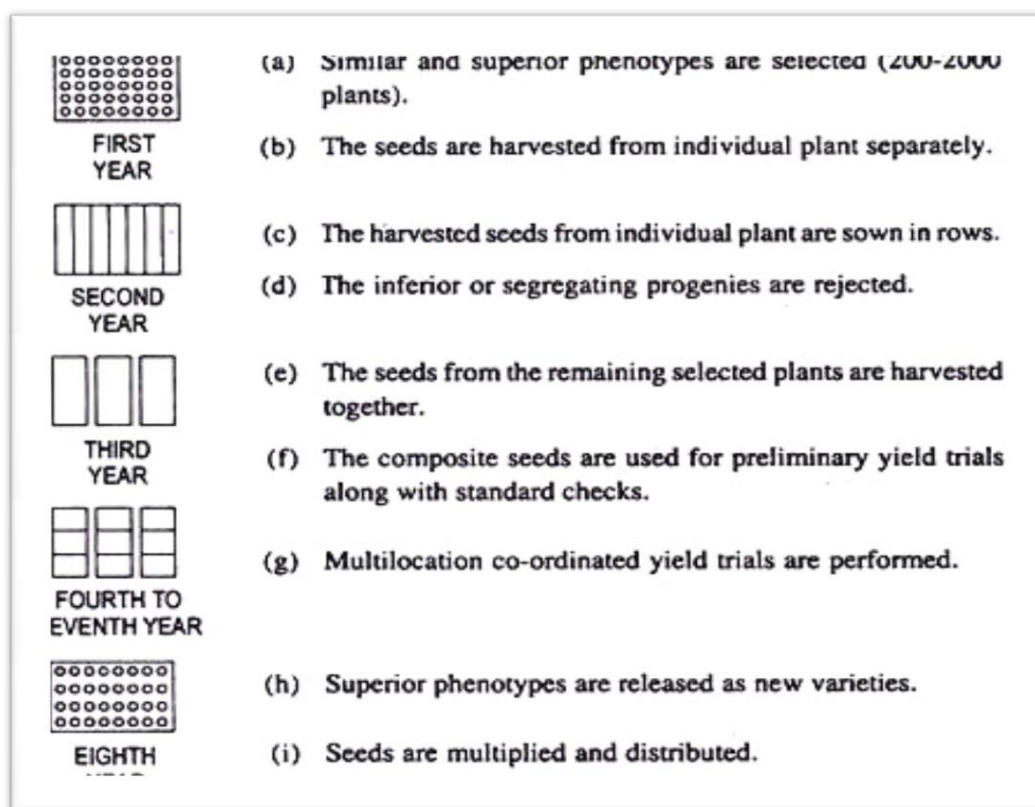 (a) Similar and superior phenotypes are selected (200-2000
plants).
FIRST
YEAR
(b) The seeds are harvested from individual plant separately.
(c) The harvested seeds from individual plant are sown in rows.
SECOND
YEAR
(d) The inferior or segregating progenies are rejected.
(e) The seeds from the remaining selected plants are harvested
together.
THIRD
YEAR
(f) The composite seeds are used for preliminary yield trials
along with standard checks.
(g) Multilocation co-ordinated yield trials are performed.
FOURTH TO
EVENTH YEAR
(h) Superior phenotypes are released as new varieties.
EIGHTH
(i) Seeds are multiplied and distributed.